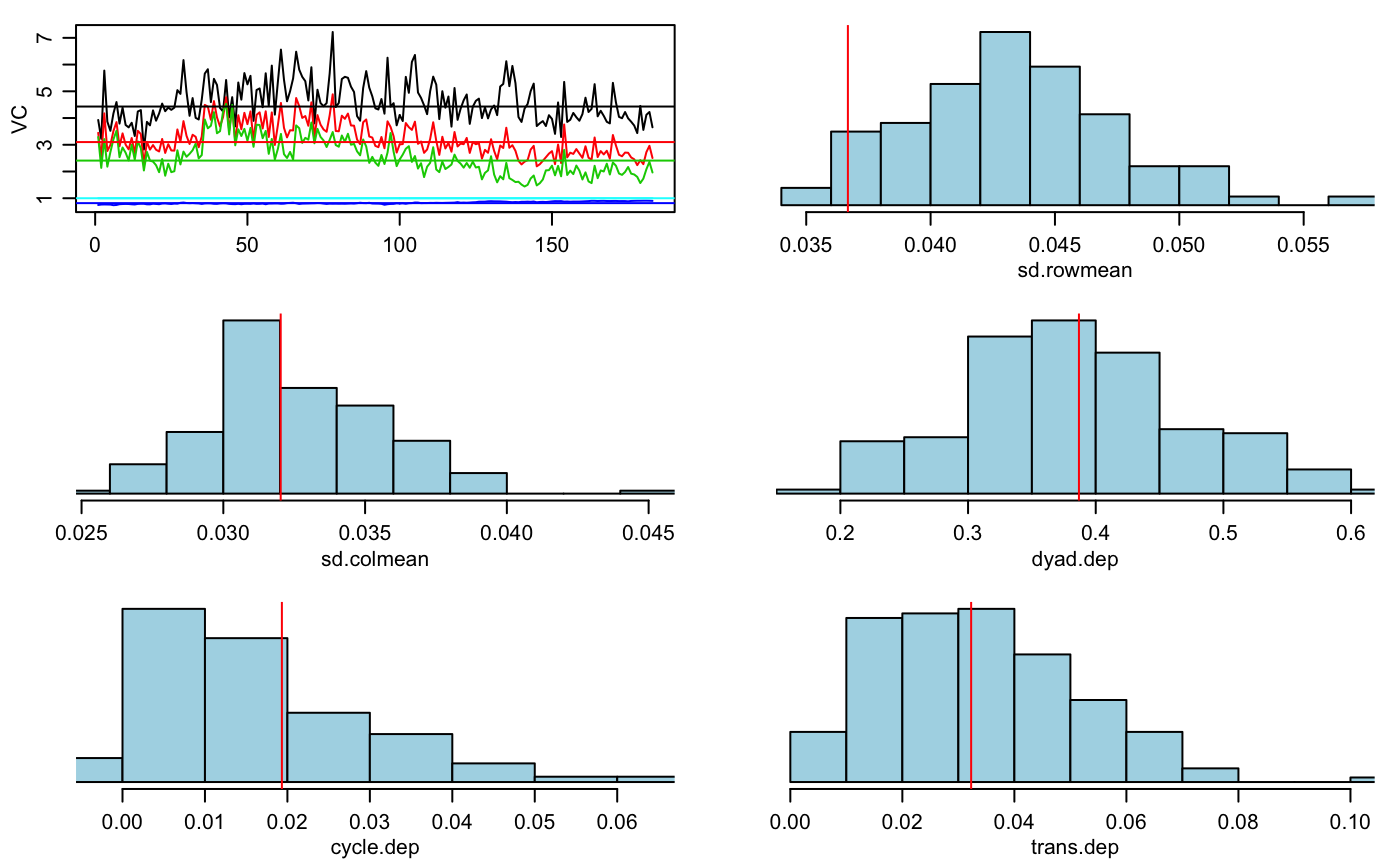 VC
7
5
3
1
0 50 100 150
0.035 0.040 0.045 0.050 0.055
sd.rowmean
0.025 0.030 0.035 0.040 0.045
sd.colmean
0.2 0.3 0.4 0.5 0.6
dyad.dep
0.00 0.01 0.02 0.03 0.04 0.05 0.06
cycle.dep
0.00 0.02 0.04 0.06 0.08 0.10
trans.dep